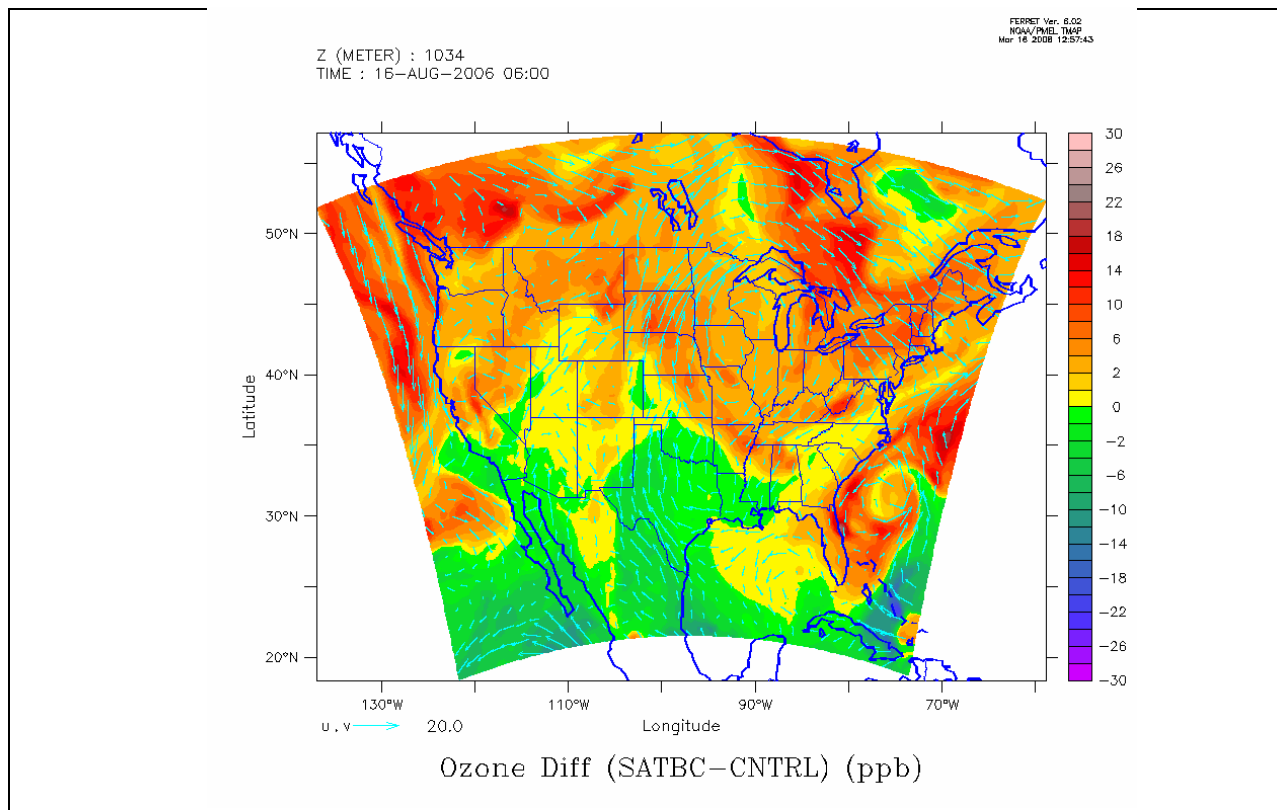 FERRET Ver. 6.02
NOAA/PMEL TMAP
Mar 16 2008 12:57:43
Z (METER) : 1034
TIME : 16-AUG-2006 06:00
50°N
40°N
30°N
20°N
Latitude
130°W
110°W
90°W
70°W
Longitude
u,v
20.0
30
26
22
18
14
10
6
2
0
-2
-6
-10
-14
-18
-22
-26
-30
Ozone Diff (SATBC-CNTRL) (ppb)